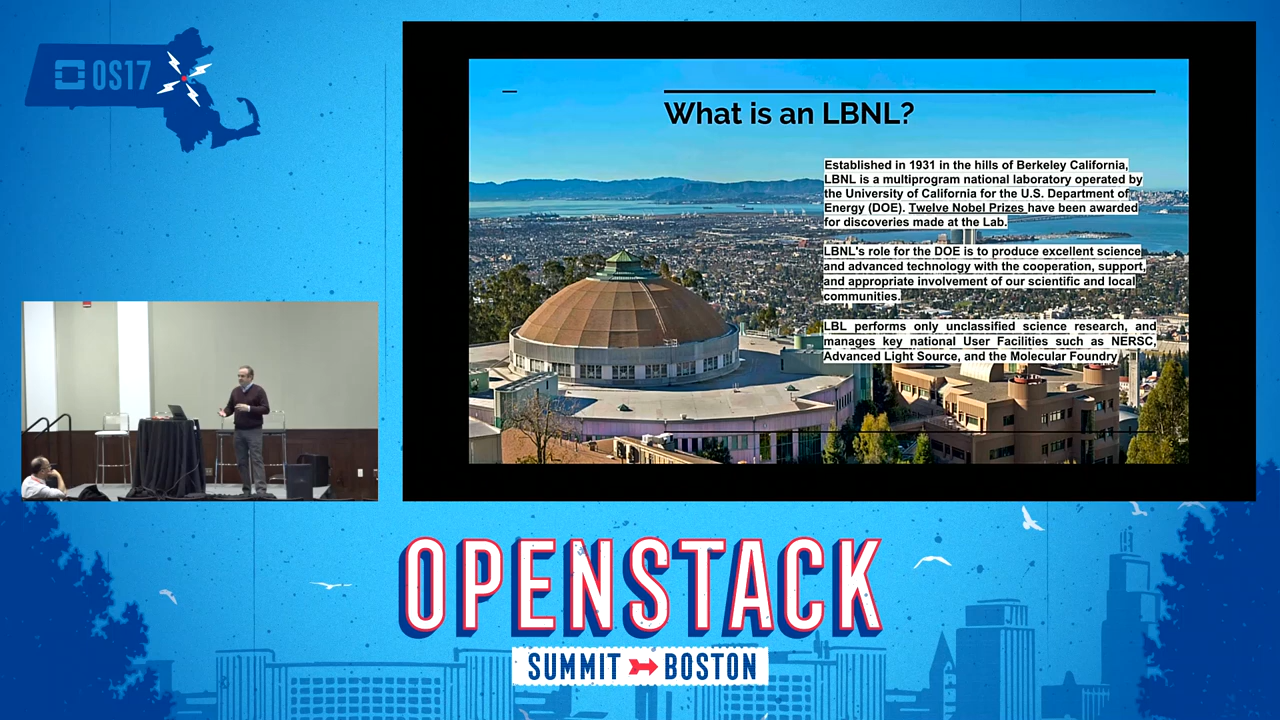 OS17
What is an LBNL?
Established in 1931 in the hills of Berkeley California,
LBNL is a multiprogram national laboratory operated by
the University of California for the U.S. Department of
Energy (DOE). Twelve Nobel Prizes have been awarded
for discoveries made at the Lab.
LBNL's role for the DOE is to produce excellent science
and advanced technology with the cooperation, support,
and appropriate involvement of our scientific and local
communities.
LBL performs only unclassified science research, and
manages key national User Facilities such as NERSC,
Advanced Light Source, and the Molecular Foundry
OPENSTACK
SUMMIT BOSTON